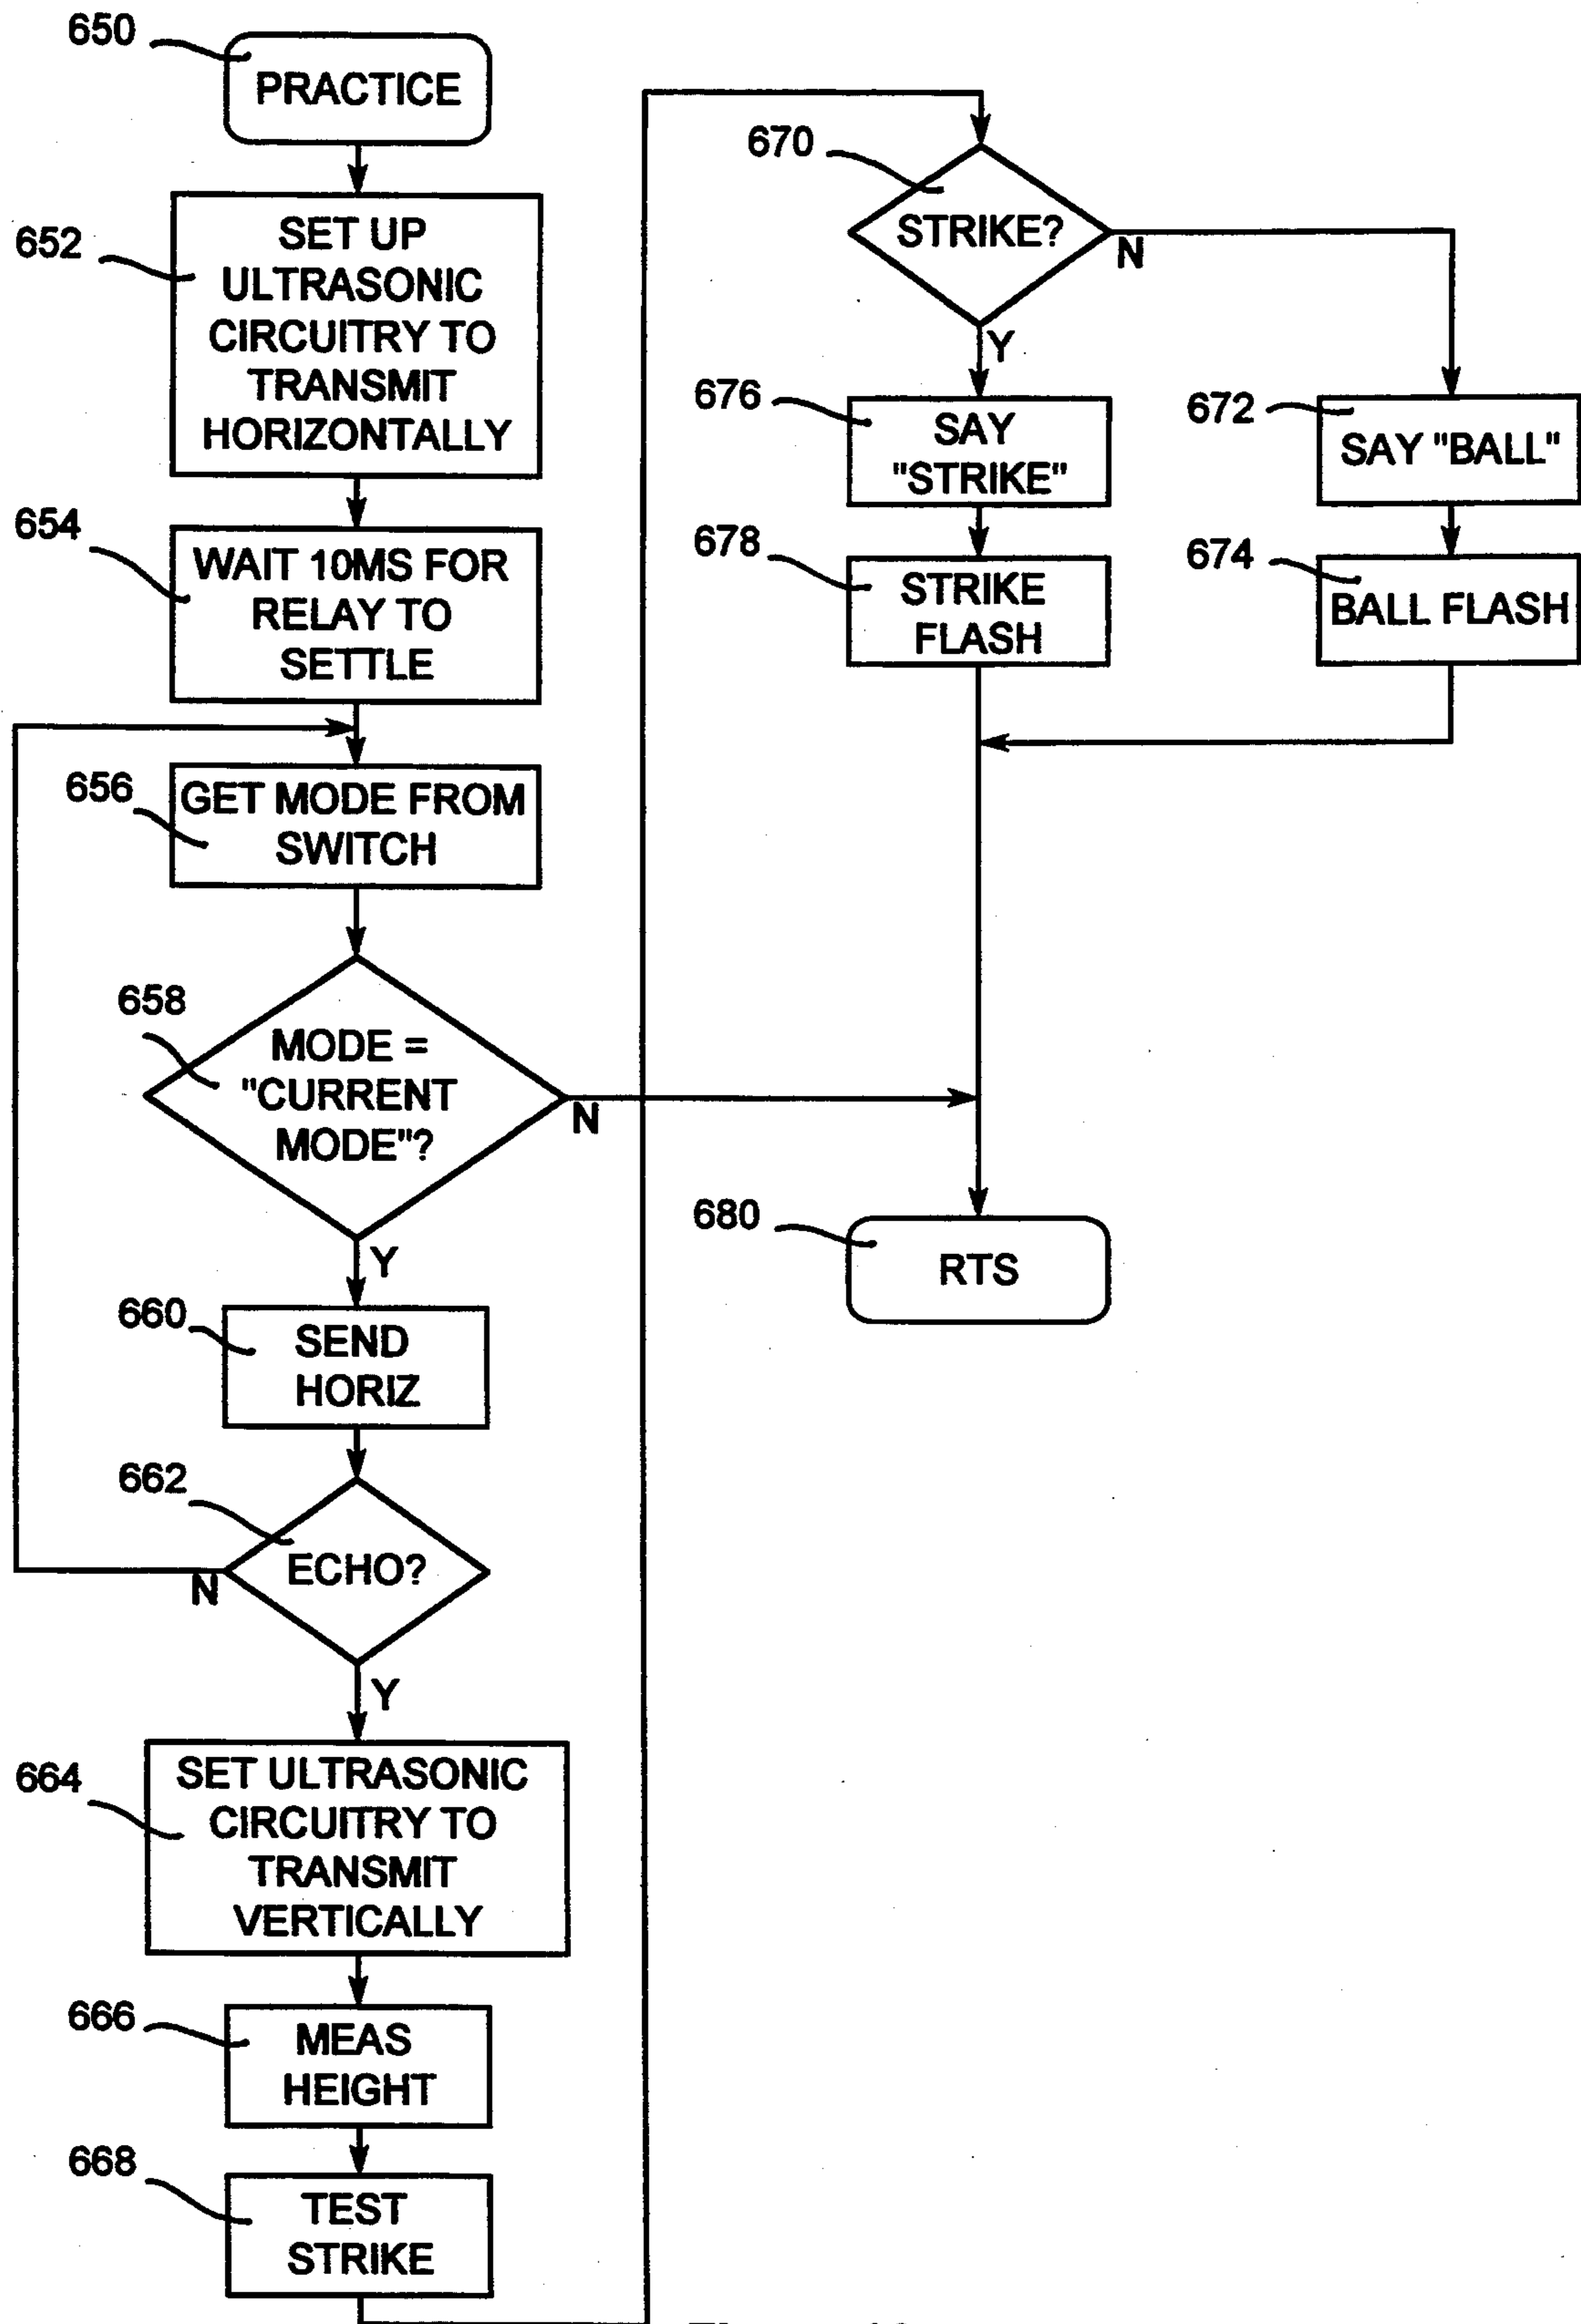 650
PRACTICE
652
SET UP
ULTRASONIC
CIRCUITRY TO
TRANSMIT
HORIZONTALLY
654
WAIT 10MS FOR
RELAY TO
SETTLE
656
GET MODE FROM
SWITCH
658
MODE =
"CURRENT
MODE"?
N
Y
660
SEND
HORIZ
662
ECHO?
N
Y
664
SET ULTRASONIC
CIRCUITRY TO
TRANSMIT
VERTICALLY
666
MEAS
HEIGHT
668
TEST
STRIKE
670
STRIKE?
N
Y
676
SAY
"STRIKE"
672
SAY "BALL"
678
STRIKE
FLASH
674
BALL FLASH
680
RTS